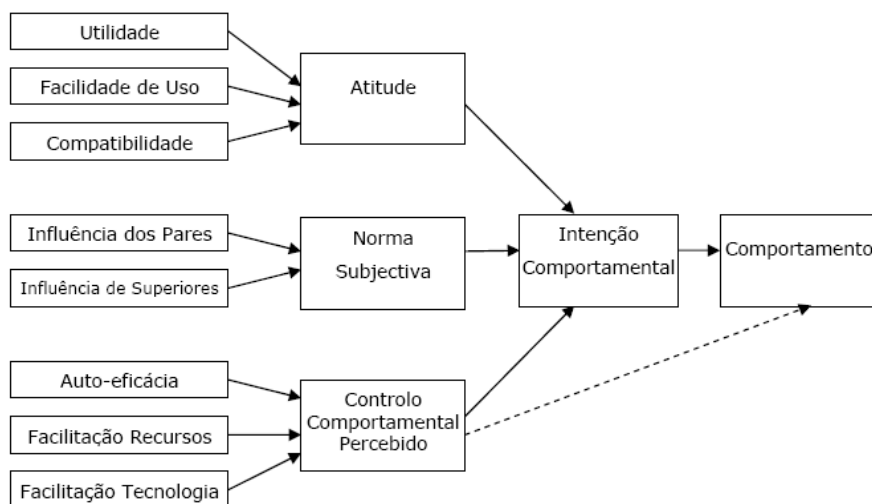 Utilidade
Facilidade de Uso
Compatibilidade
Atitude
Influência dos Pares
Influência de Superiores
Norma
Subjectiva
Intenção
Comportamental
Comportamento
Auto-eficácia
Facilitação Recursos
Facilitação Tecnologia
Controlo
Comportamental
Percebido